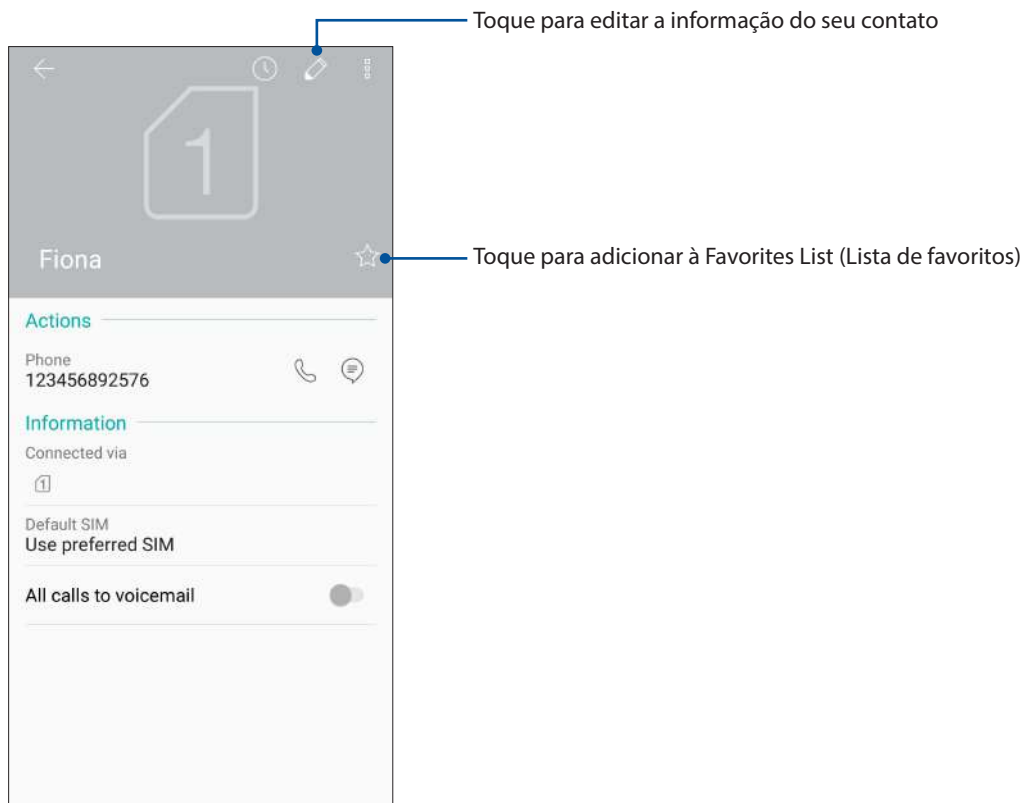 Toque para editar a informação do seu contato
1
Fiona
Toque para adicionar à Favorites List (Lista de favoritos)
Actions
Phone
123456892576
Information
Connected via
1
Default SIM
Use preferred SIM
All calls to voicemail